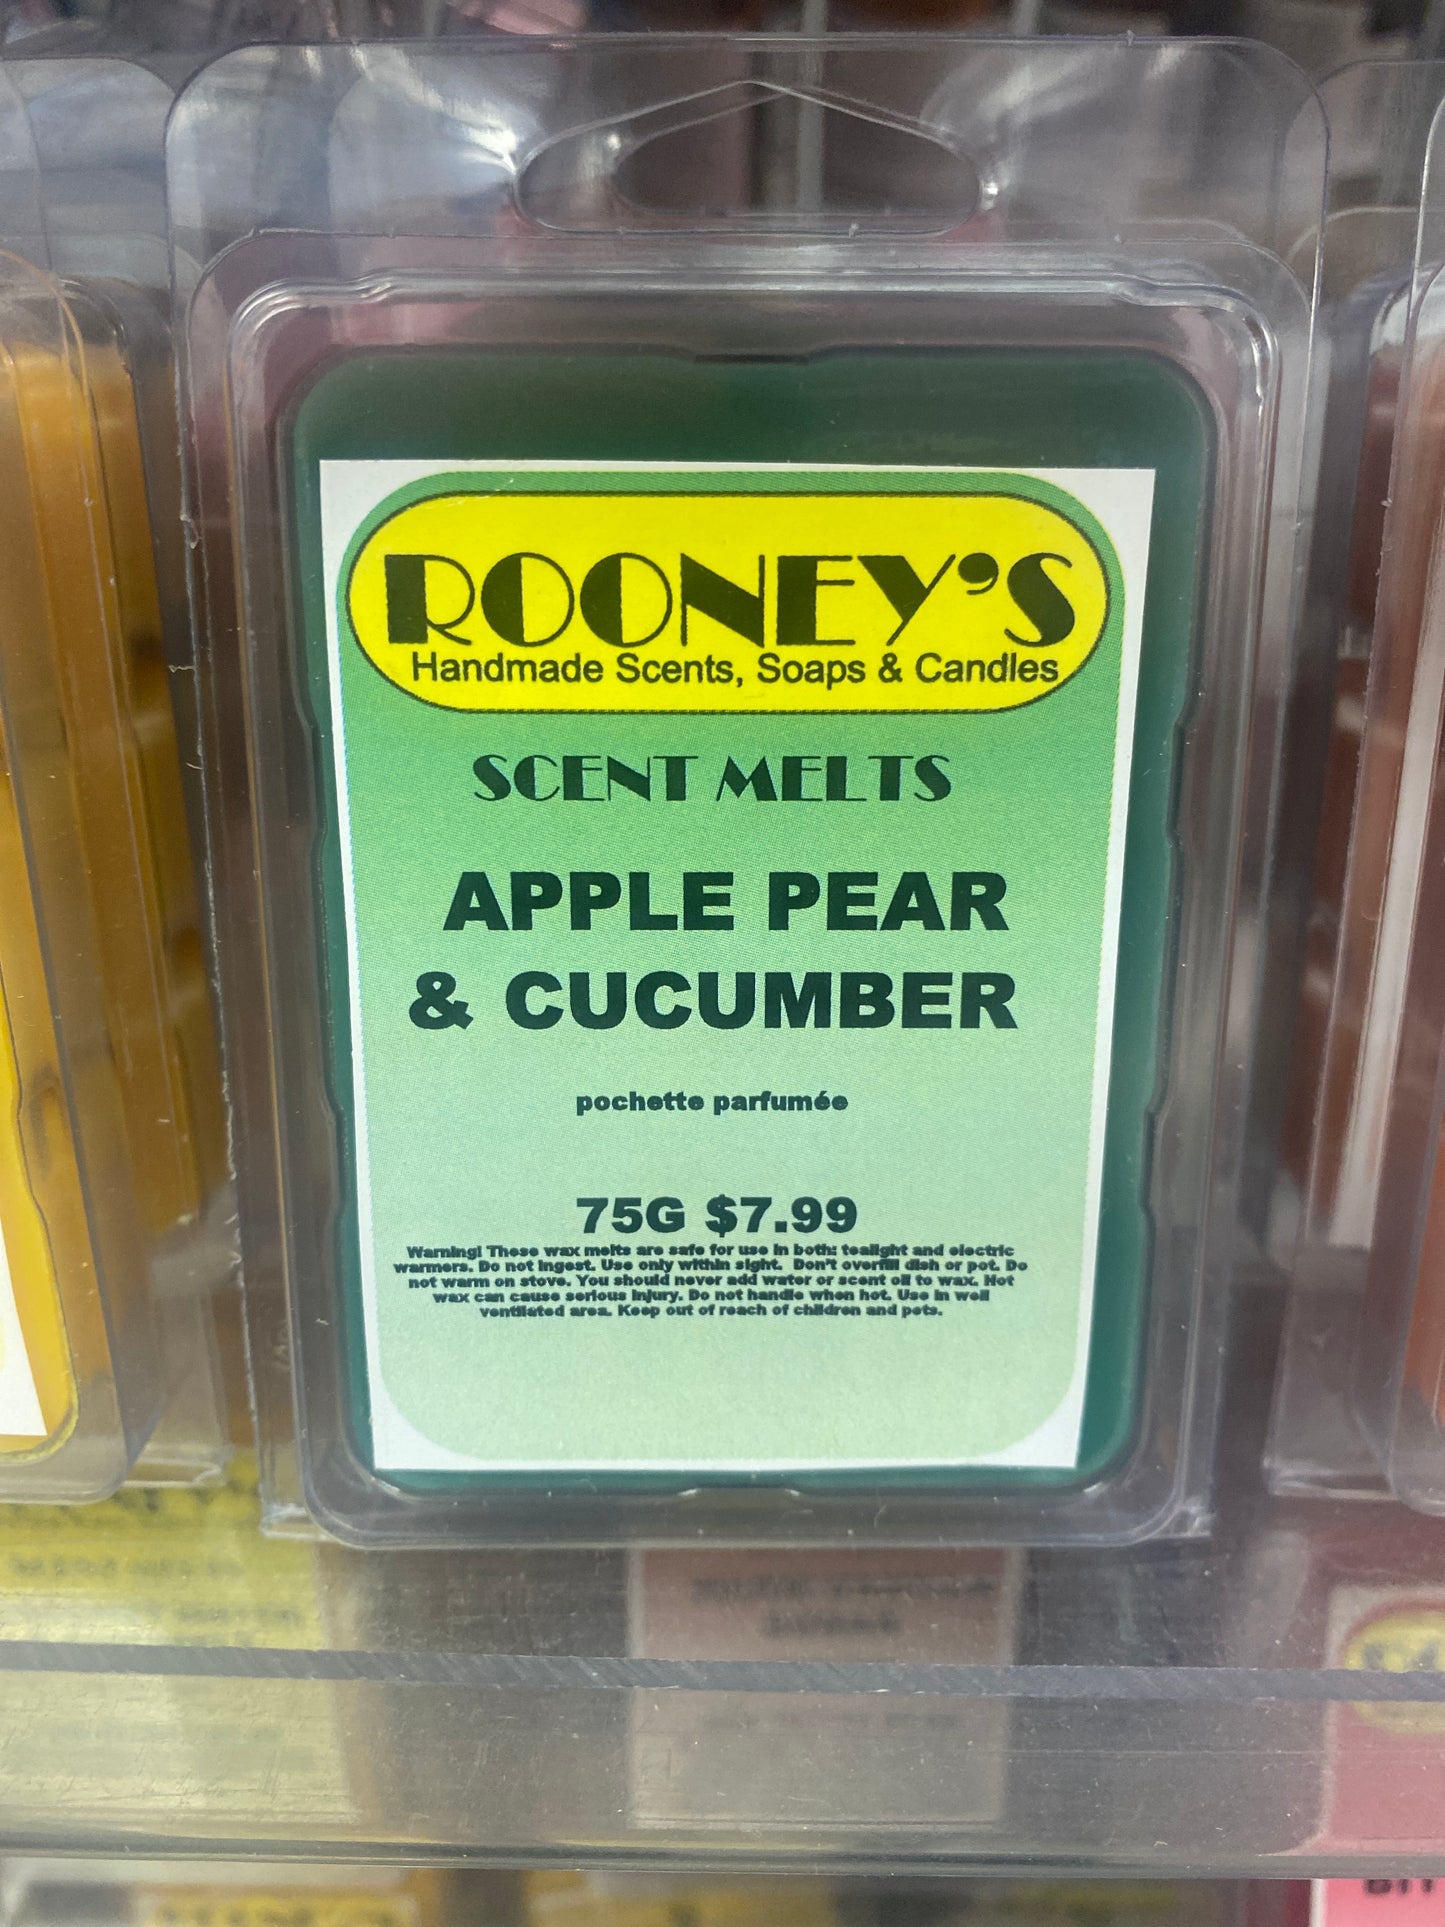 ROONEY'S
Handmade Scents, Soaps & Candles
SCENT MELTS
APPLE PEAR
& CUCUMBER
pochette parfumée
75G $7.99
Warning! These wax melts are safe for use in both: tealight and electric
warmers. Do not ingest. Use only within sight. Don't overfill dish or pot. Do
not warm on stove. You should never add water or scent oil to wax. Hot
wax can cause serious injury. Do not handle when hot. Use in well
ventilated area. Keep out of reach of children and pets.